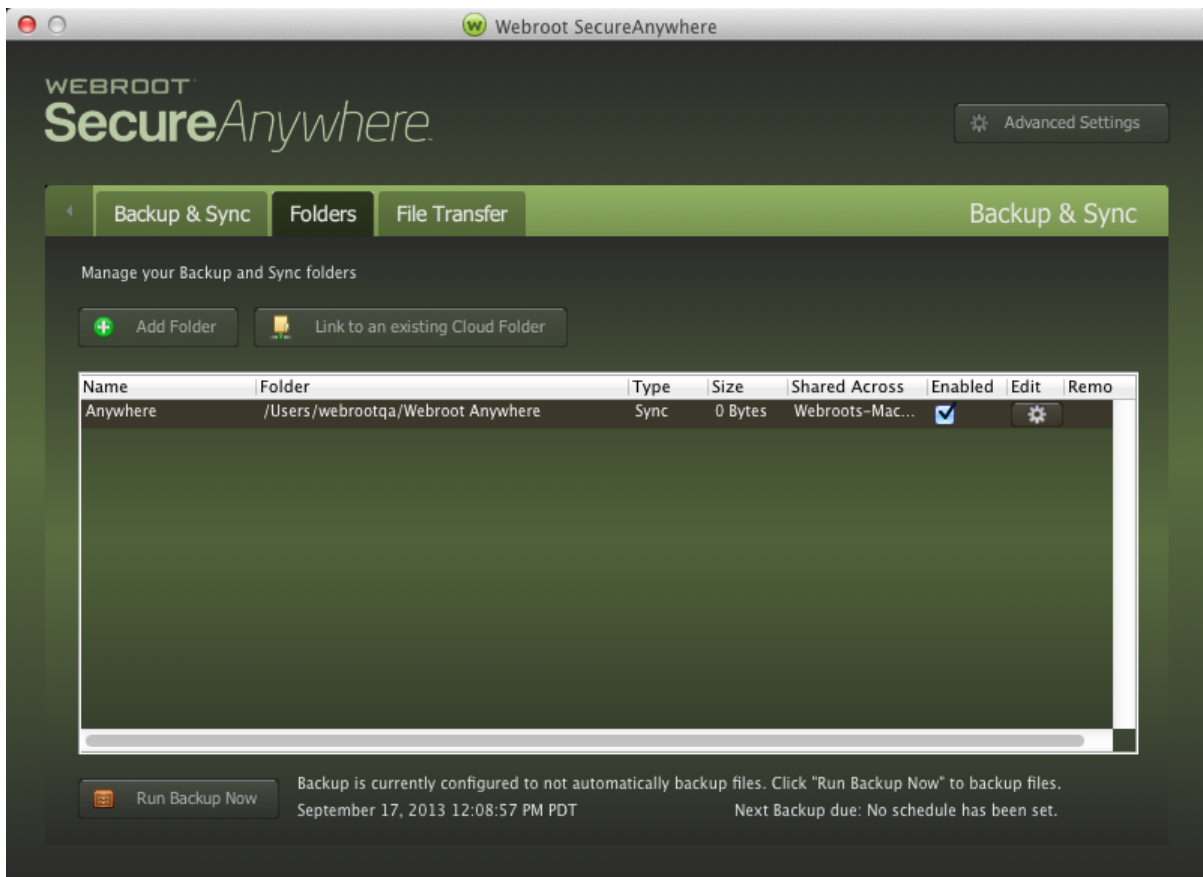 Webroot SecureAnywhere
WEBROOT
SecureAnywhere
Advanced Settings
Backup & Sync Folders File Transfer Backup & Sync
Manage your Backup and Sync folders
Add Folder Link to an existing Cloud Folder
Name Folder Type Size Shared Across Enabled Edit Remo
Anywhere /Users/webrootqa/Webroot Anywhere Sync 0 Bytes Webroots-Mac...
Run Backup Now
Backup is currently configured to not automatically backup files. Click "Run Backup Now" to backup files.
September 17, 2013 12:08:57 PM PDT Next Backup due: No schedule has been set.